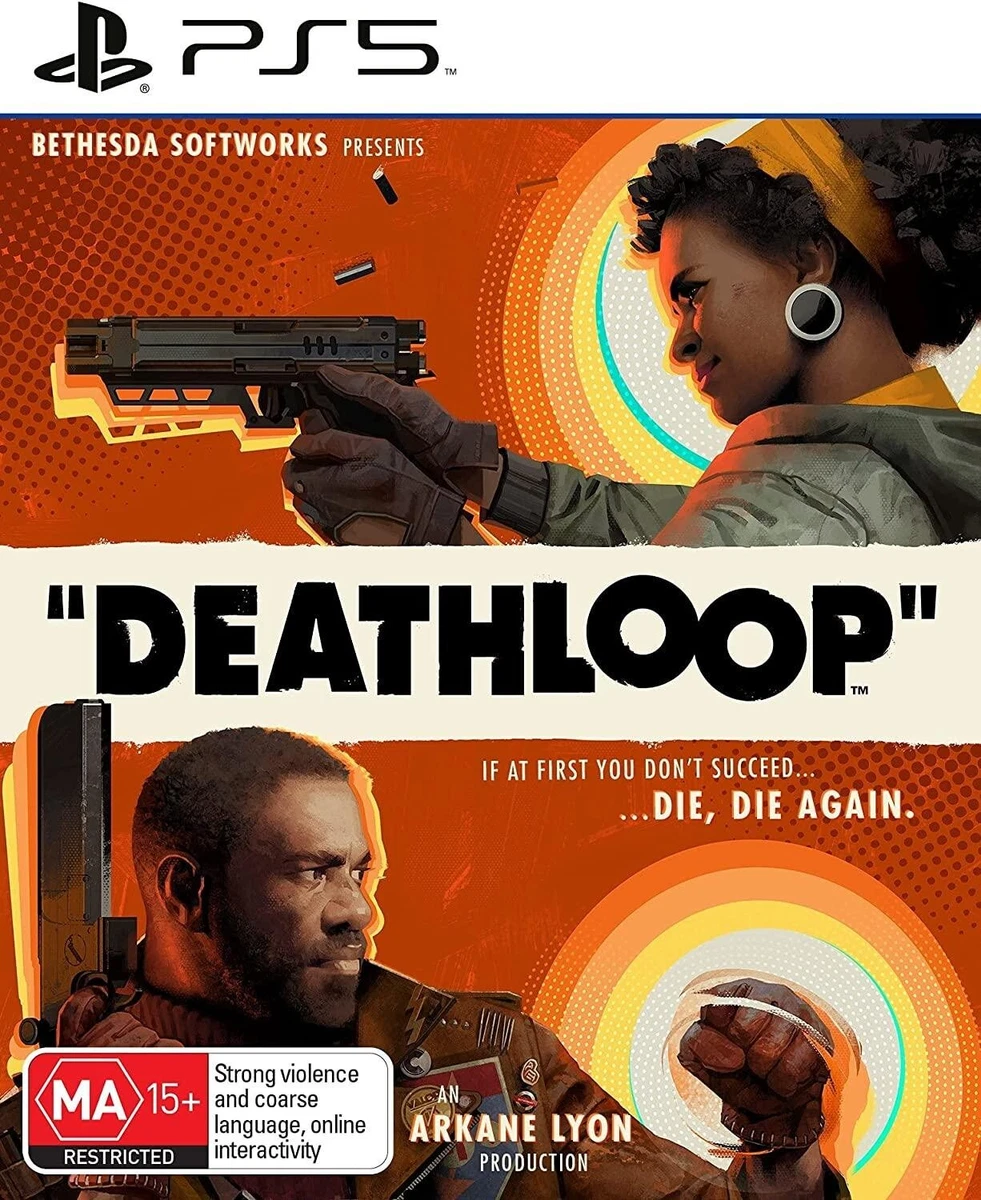 PS5™
BETHESDA SOFTWORKS PRESENTS
"DEATHLOOP"™
IF AT FIRST YOU DON'T SUCCEED...
...DIE, DIE AGAIN.
MA 15+
RESTRICTED
Strong violence
and coarse
language, online
interactivity
AN
ARKANE LYON
PRODUCTION